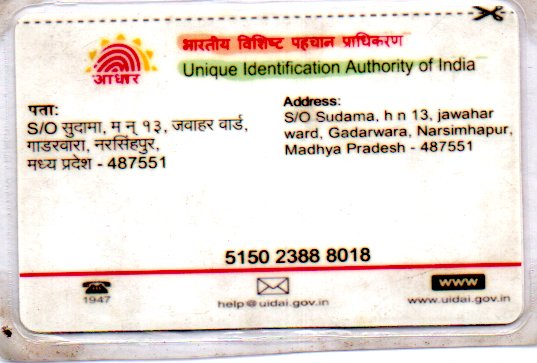 भारतीय विशिष्ट पहचान प्राधिकरण
Unique Identification Authority of India
आधार
पता:
S/O सुदामा, म न् १३, जवाहर वार्ड,
गाडरवारा, नरसिंहपुर,
मध्य प्रदेश - 487551
Address:
S/O Sudama, h n 13, jawahar
ward, Gadarwara, Narsimhapur,
Madhya Pradesh - 487551
5150 2388 8018
1947
help@uidai.gov.in
www
www.uidai.gov.in